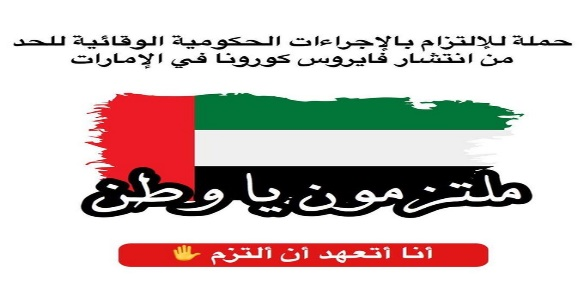 حملة للإلتزام بالإجراءات الحكومية الوقائية للحد
من انتشار فايروس كورونا في الإمارات
ملتزمون يا وطن
أنا أتعهد أن ألتزم 🖐